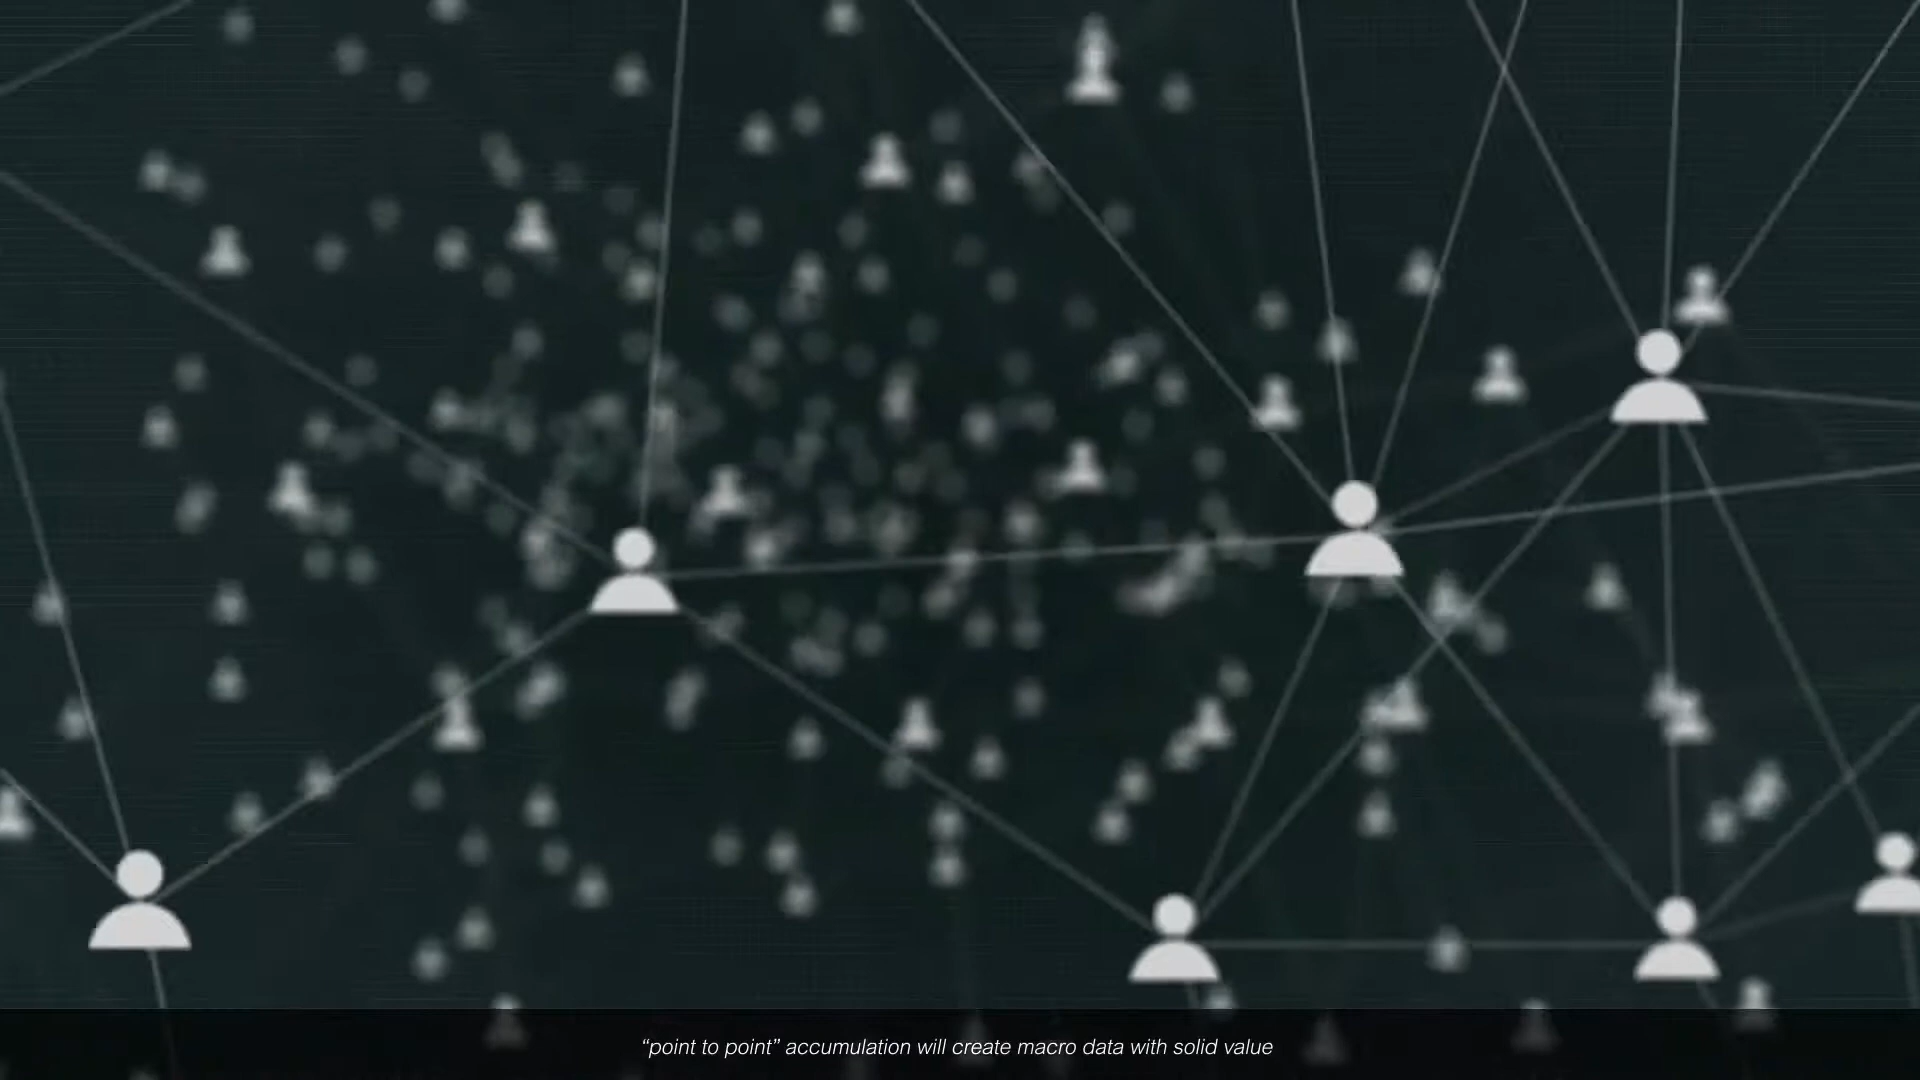 “point to point” accumulation will create macro data with solid value